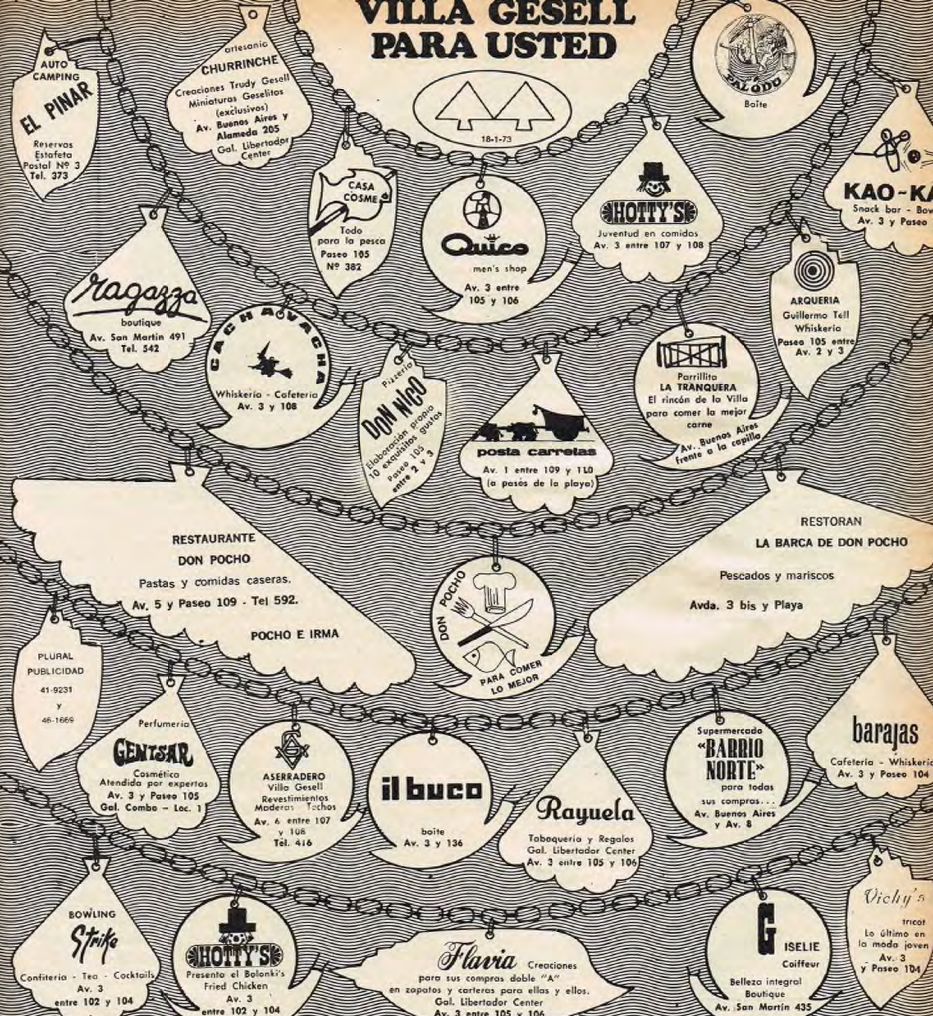 VILLA GESELL
PARA USTED
18-1-73
AUTO
CAMPING
EL PINAR
Reservas
Estafeta
Postal Nº 3
Tel. 373
artesania
CHURRINCHE
Creaciones Trudy Gesell
Miniaturas Geselitos
(exclusivos)
Av. Buenos Aires y
Alameda 205
Gal. Libertador
Center
CASA
COSME
Todo
para la pesca
Paseo 105
Nº 382
Quico
men's shop
Av. 3 entre
105 y 106
HOTTY'S
Juventud en comidas
Av. 3 entre 107 y 108
PALODU
Boite
KAO-KA
Snack bar - Bow
Av. 3 y Paseo
ragazza
boutique
Av. San Martin 491
Tel. 542
CACHAVACHA
Whiskeria - Cafeteria
Av. 3 y 108
Pizzería
DON NICO
Elaboración propia
10 exquisitos gustos
Paseo 105
entre 2 y 3
posta carretas
Av. 1 entre 109 y 110
(a pasós de la playa)
Parrillita
LA TRANQUERA
El rincón de la Villa
para comer la mejor
carne
Av. Buenos Aires
frente a la capilla
ARQUERIA
Guillermo Tell
Whiskeria
Paseo 105 entre
Av. 2 y 3
RESTAURANTE
DON POCHO
Pastas y comidas caseras.
Av. 5 y Paseo 109 - Tel 592.
POCHO E IRMA
DON POCHO
PARA COMER
LO MEJOR
RESTORAN
LA BARCA DE DON POCHO
Pescados y mariscos
Avda. 3 bis y Playa
PLURAL
PUBLICIDAD
41-9231
y
46-1669
Perfumería
GENTSAR
Cosmética
Atendida por expertas
Av. 3 y Paseo 105
Gal. Combo - Loc. 1
ASERRADERO
Villa Gesell
Revestimientos
Maderas Techos
Av. 6 entre 107
y 108
Tél. 416
il buco
boite
Av. 3 y 136
Rayuela
Tabaquería y Regalos
Gal. Libertador Center
Av. 3 entre 105 y 106
Supermercado
«BARRIO
NORTE»
para todas
sus compras...
Av. Buenos Aires
y Av. 8
barajas
Cafetería - Whiskeria
Av. 3 y Paseo 104
BOWLING
Strike
Confitería - Tea - Cocktails
Av. 3
entre 102 y 104
HOTTY'S
Presenta el Bolonki's
Fried Chicken
Av. 3
entre 102 y 104
Flavia Creaciones
para sus compras doble "A"
en zapatos y carteras para ellas y ellos.
Gal. Libertador Center
Av. 3 entre 105 y 106
GISELIE
Coiffeur
Belleza integral
Boutique
Av. San Martín 435
Vichy's
tricot
Lo último en
la moda joven
Av. 3
y Paseo 104